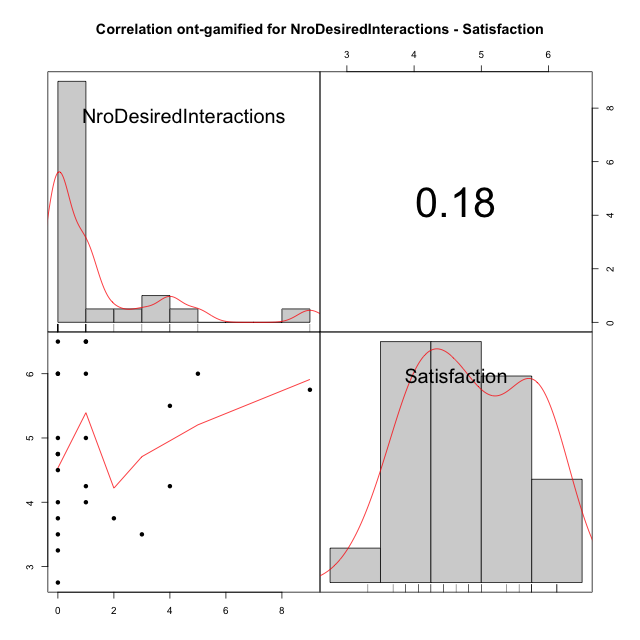 Correlation ont-gamified for NroDesiredInteractions - Satisfaction
3 4 5 6
NroDesiredInteractions
0.18
8
6
4
2
0
Satisfaction
6
5
4
3
0 2 4 6 8